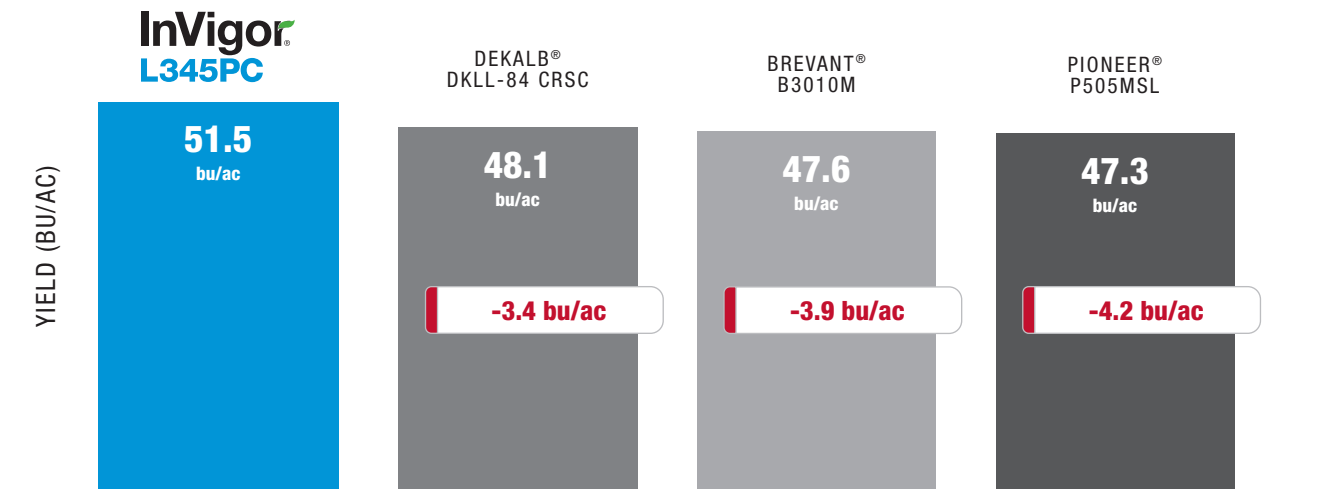 InVigor®
L345PC
DEKALB®
DKLL-84 CRSC
BREVANT®
B3010M
PIONEER®
P505MSL
YIELD (BU/AC)
51.5
bu/ac
48.1
bu/ac
47.6
bu/ac
47.3
bu/ac
-3.4 bu/ac
-3.9 bu/ac
-4.2 bu/ac